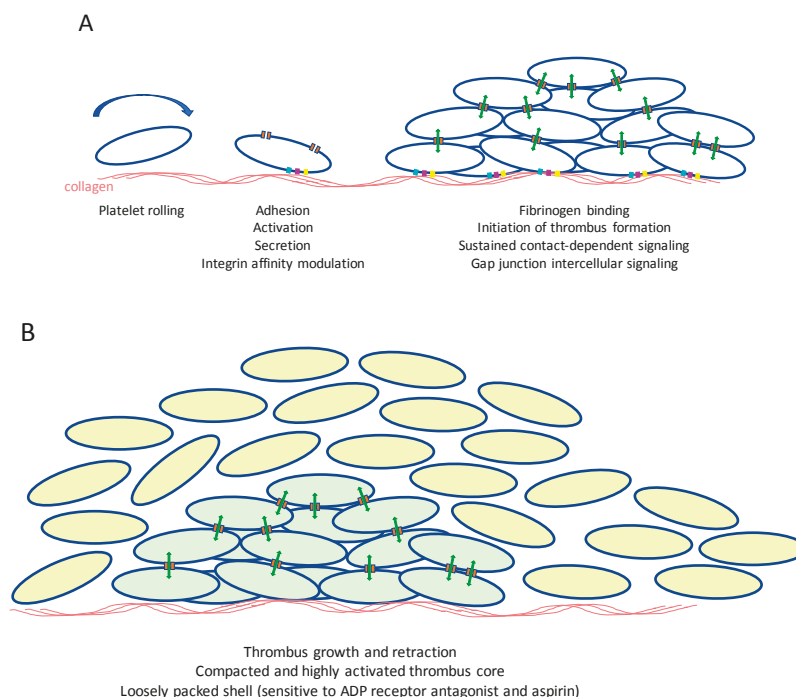 A
collagen
Platelet rolling
Adhesion
Activation
Secretion
Integrin affinity modulation
Fibrinogen binding
Initiation of thrombus formation
Sustained contact-dependent signaling
Gap junction intercellular signaling
B
Thrombus growth and retraction
Compacted and highly activated thrombus core
Loosely packed shell (sensitive to ADP receptor antagonist and aspirin)